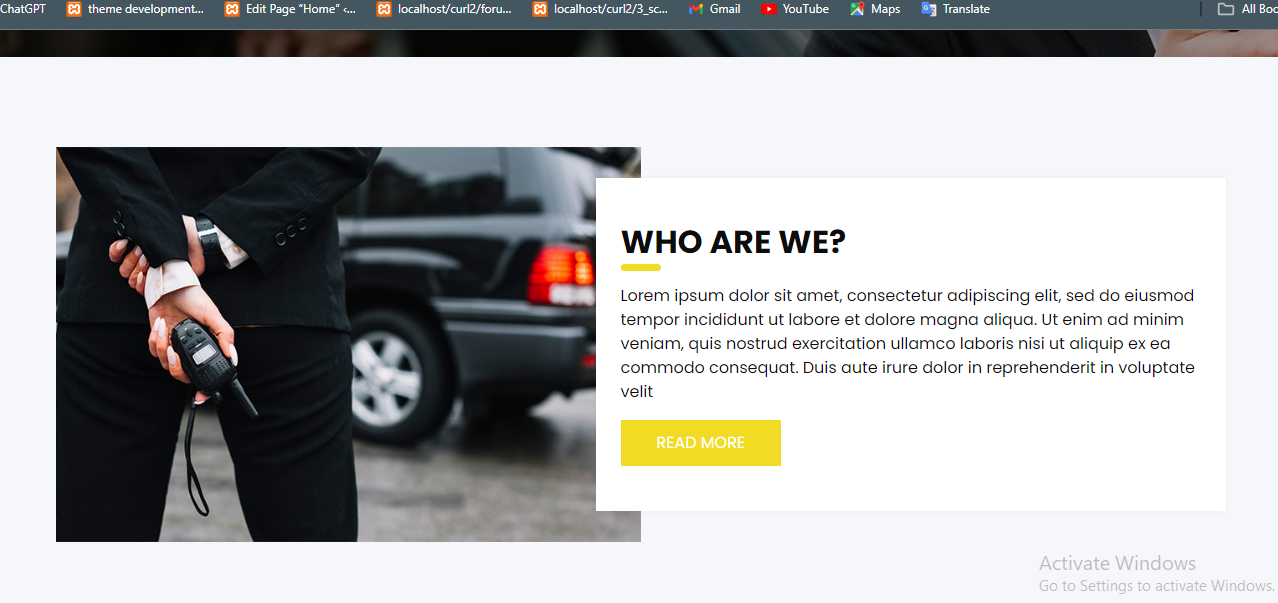 ChatGPT
theme development...
Edit Page “Home” ‹...
localhost/curl2/foru...
localhost/curl2/3_sc...
Gmail
YouTube
Maps
Translate
All Boo
WHO ARE WE?
Lorem ipsum dolor sit amet, consectetur adipiscing elit, sed do eiusmod
tempor incididunt ut labore et dolore magna aliqua. Ut enim ad minim
veniam, quis nostrud exercitation ullamco laboris nisi ut aliquip ex ea
commodo consequat. Duis aute irure dolor in reprehenderit in voluptate
velit
READ MORE
Activate Windows
Go to Settings to activate Windows.